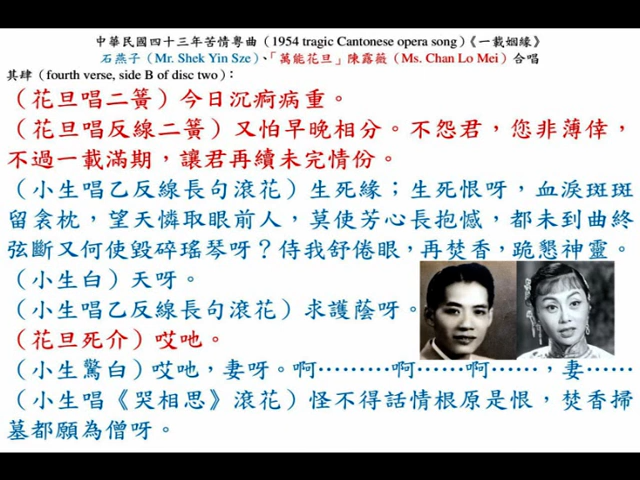 中華民國四十三年苦情粵曲（1954 tragic Cantonese opera song）《一載姻緣》
石燕子（Mr. Shek Yin Sze）、「萬能花旦」陳露薇（Ms. Chan Lo Mei）合唱
其肆（fourth verse, side B of disc two）：
（花旦唱二簧）今日沉疴病重。
（花旦唱反線二簧）又怕早晚相分。不怨君，您非薄倖，
不過一載滿期，讓君再續未完情份。
（小生唱乙反線長句滾花）生死緣；生死恨呀，血淚斑斑
留衾枕，望天憐取眼前人，莫使芳心長抱憾，都未到曲終
弦斷又何使毀碎瑤琴呀？侍我舒倦眼，再焚香，跪懇神靈。
（小生白）天呀。
（小生唱乙反線長句滾花）求護蔭呀。
（花旦死介）哎吔。
（小生驚白）哎吔，妻呀。啊………啊……啊……，妻……
（小生唱《哭相思》滾花）怪不得話情根原是恨，焚香掃
墓都願為僧呀。